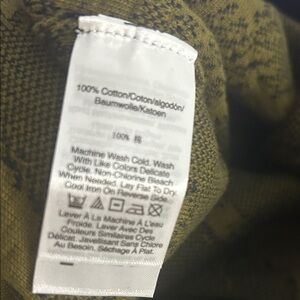 100% Cotton/Coton/algodón/
Baumwolle/Katoen
100% 棉
Machine Wash Cold. Wash
With Like Colors Delicate
Cycle. Non-Chlorine Bleach
When Needed. Lay Flat To Dry.
Cool Iron On Reverse Side.
Laver À La Machine À L'eau
Froide. Laver Avec Des
Couleurs Similaires Cycle
Délicat. Javelisant Sans Chlore
Au Besoin. Séchage À Plat.